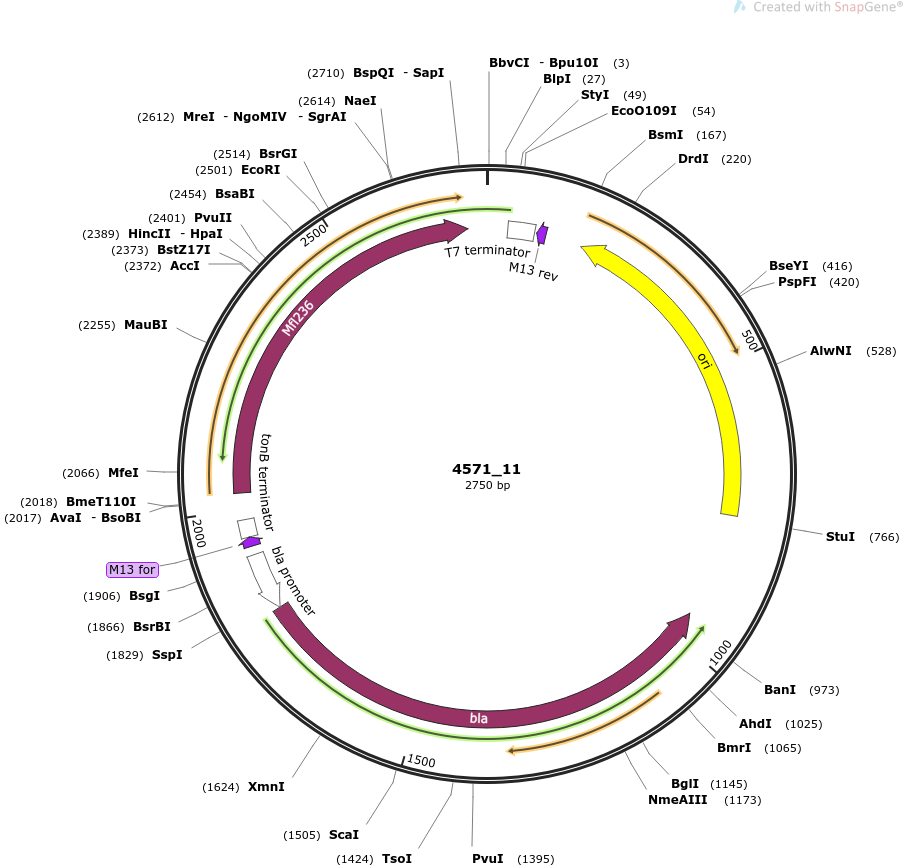 Created with SnapGene®
BbvCI - Bpu10I (3)
BlpI (27)
StyI (49)
EcoO109I (54)
BsmI (167)
DrdI (220)
BseYI (416)
PspFI (420)
500
AlwNI (528)
StuI (766)
BanI (973)
1000
AhdI (1025)
BmrI (1065)
BglI (1145)
NmeAIII (1173)
PvuI (1395)
(1424) TsoI
1500
(1505) ScaI
(1624) XmnI
(1829) SspI
(1866) BsrBI
(1906) BsgI
M13 for
2000
(2017) AvaI - BsoBI
(2018) BmeT110I
(2066) MfeI
(2255) MauBI
(2372) AccI
(2373) BstZ17I
(2389) HincII - HpaI
(2401) PvuII
(2454) BsaBI
2500
(2501) EcoRI
(2514) BsrGI
(2612) MreI - NgoMIV - SgrAI
(2614) NaeI
(2710) BspQI - SapI
T7 terminator
M13 rev
ori
Mfl236
tonB terminator
bla promoter
bla
4571_11
2750 bp